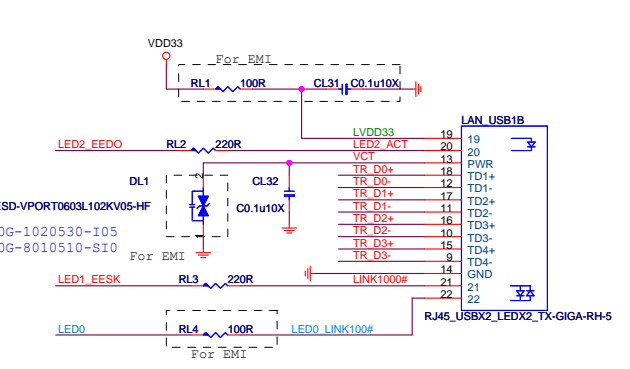 VDD33
For EMI
RL1 100R CL31 C0.1u10X
LAN_USB1B
LVDD33 19 19
LED2_EEDO RL2 220R LED2_ACT 20 20
VCT 13 PWR
TR_D0+ 18 TD1+
DL1 2 CL32 TR_D0- 12 TD1-
TR_D1+ 17 TD2+
ESD-VPORT0603L102KV05-HF C0.1u10X TR_D1- 11 TD2-
TR_D2+ 16 TD3+
0G-1020530-I05 1 TR_D2- 10 TD3-
0G-8010510-SI0 TR_D3+ 15 TD4+
For EMI TR_D3- 9 TD4-
14 GND
LED1_EESK RL3 220R LINK1000# 21 21
22 22
RJ45_USBX2_LEDX2_TX-GIGA-RH-5
LED0 RL4 100R LED0_LINK100#
For EMI